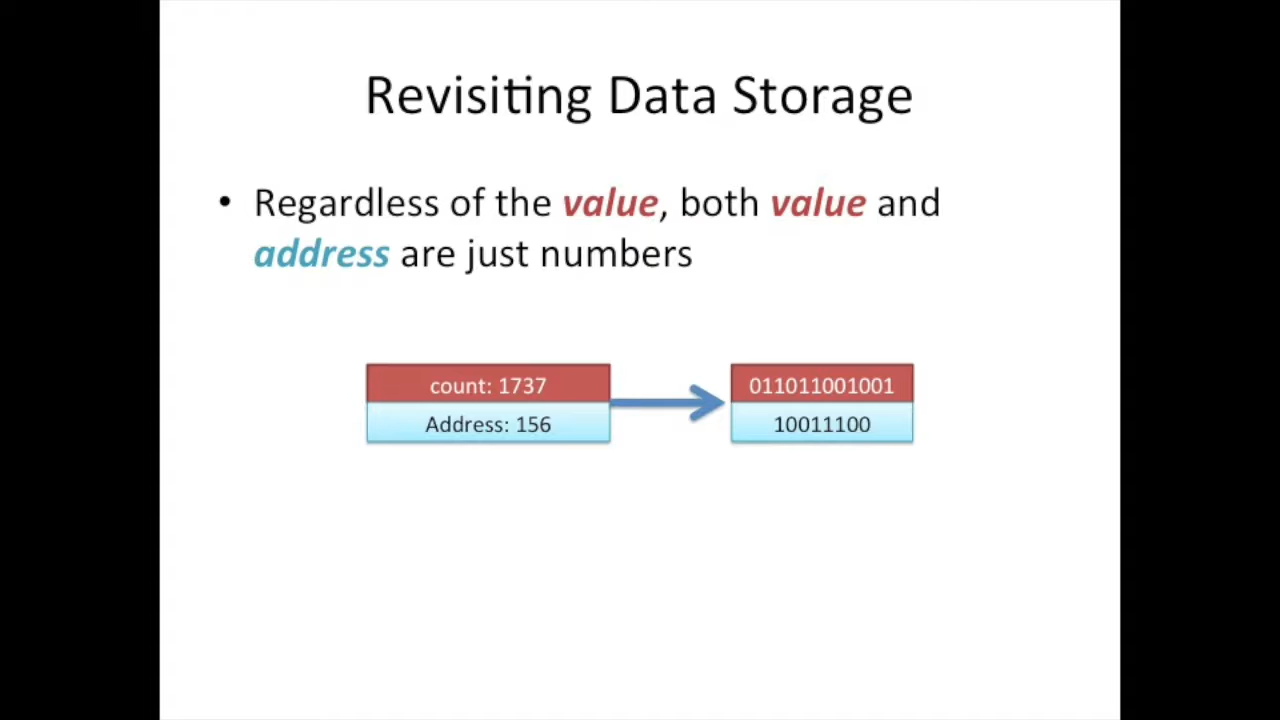 Revisiting Data Storage
• Regardless of the value, both value and
address are just numbers
count: 1737
Address: 156
011011001001
10011100